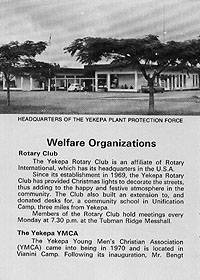 HEADQUARTERS OF THE YEKEPA PLANT PROTECTION FORCE
Welfare Organizations
Rotary Club
The Yekepa Rotary Club is an affiliate of Rotary
International, which has its headquarters in the U.S.A.
Since its establishment in 1969, the Yekepa Rotary
Club has provided Christmas lights to decorate the streets,
thus adding to the happy and festive atmosphere in the
community. The Club also built an extension to, and
donated desks, for a community school in Unification
Camp, three miles from Yekepa.
Members of the Rotary Club hold meetings every
Monday at 7.30 p.m. at the Tubman Ridge Messhall.
The Yekepa YMCA
The Yekepa Young Men's Christian Association
(YMCA) came into being in 1970 and is located in
Vianini Camp. Following its inauguration, Mr. Bengt